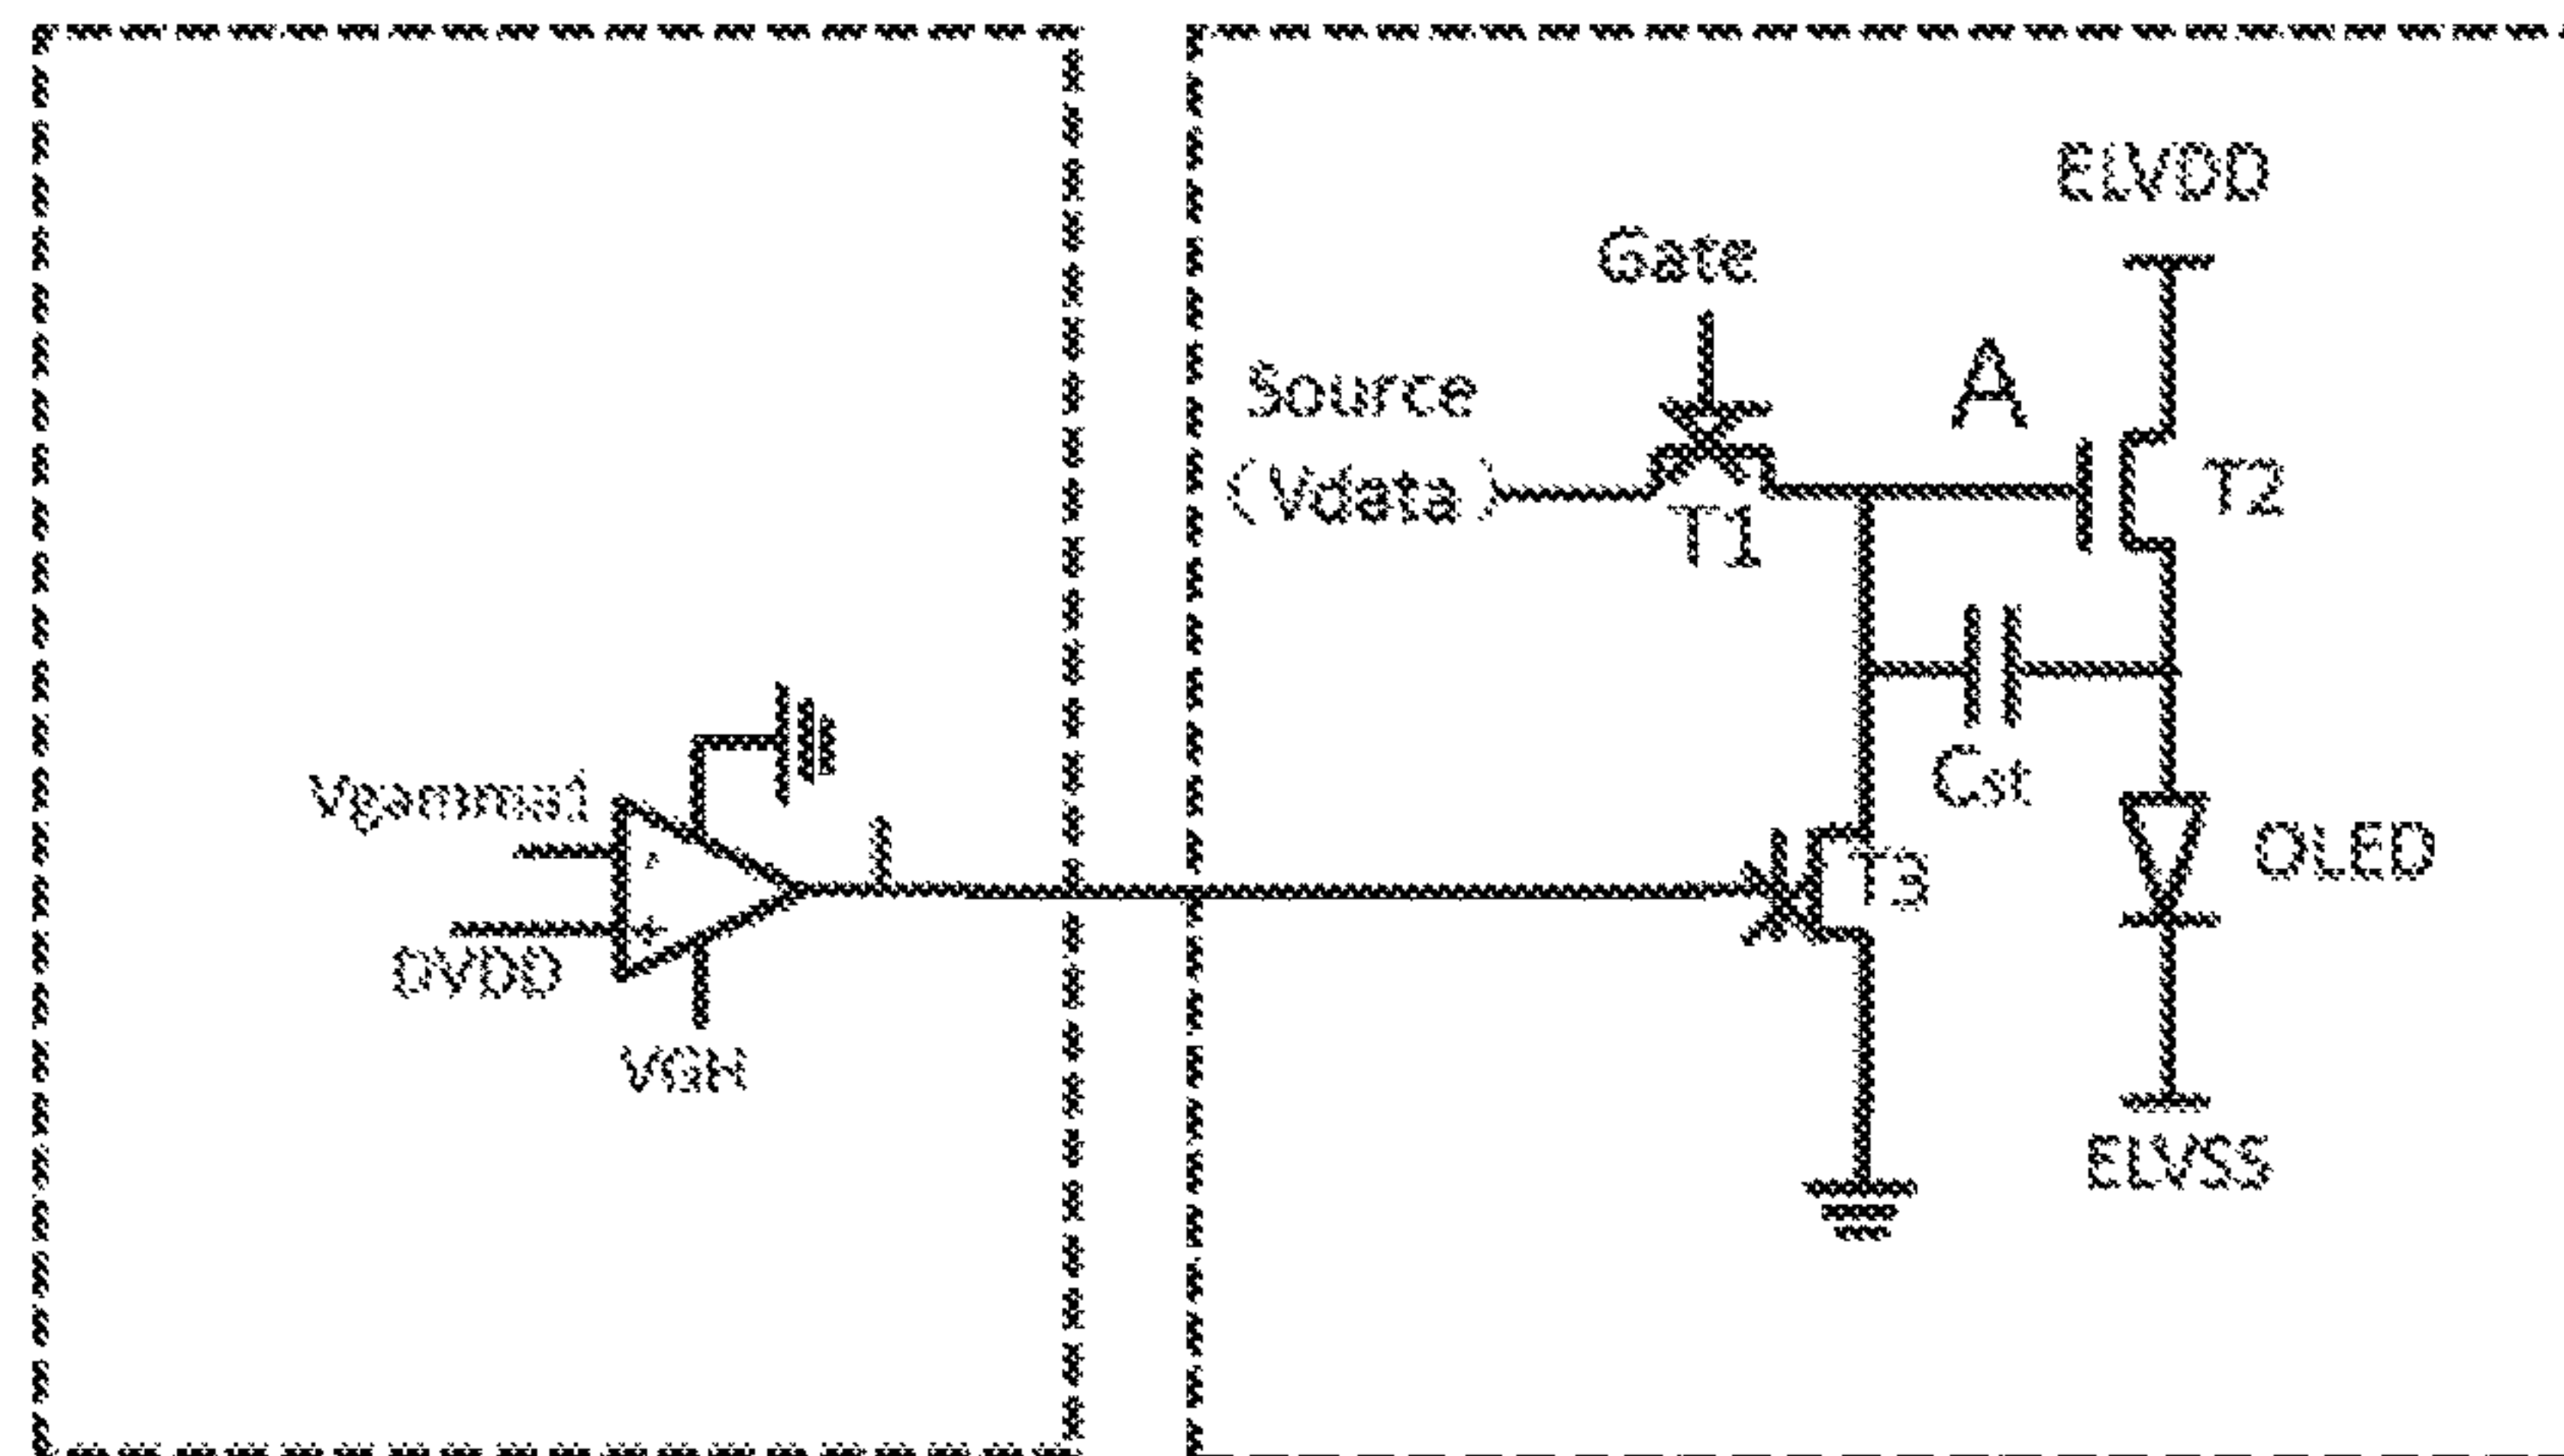 ELVDD
Gate
A
Source
(Vdata)
T2
T1
Cst
Vgamma1
- 
T3
OLED
+
DVDD
VGH
ELVSS